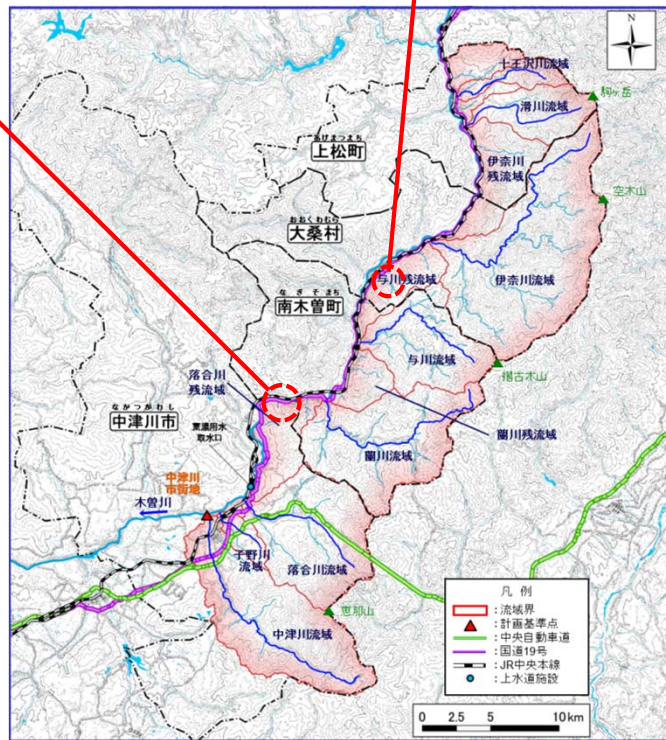 N
十王沢川流域
駒ヶ岳
滑川流域
あげまつまち
上松町
伊奈川
残流域
空木山
おおくわむら
大桑村
伊奈川流域
与川残流域
なぎそまち
南木曽町
与川流域
摺古木山
落合川
残流域
なかつがわし
中津川市
東濃用水
取水口
蘭川残流域
蘭川流域
中津川
市街地
木曽川
子野川
流域
落合川流域
恵那山
中津川流域
凡例
:流域界
:計画基準点
:中央自動車道
:国道19号
:JR中央本線
:上水道施設
0 2.5 5 10km